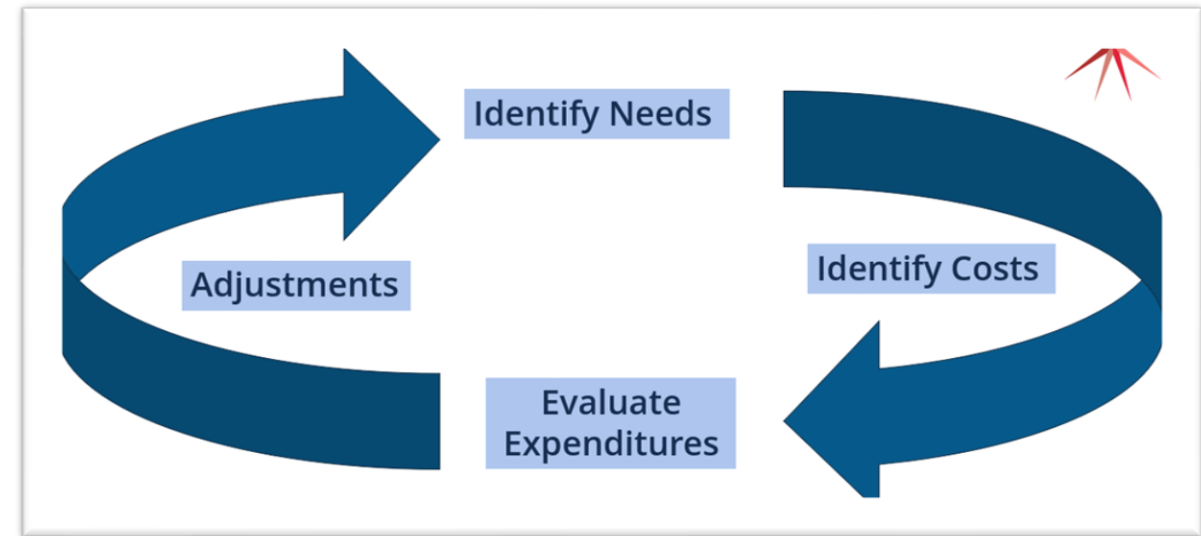 Identify Needs
Identify Costs
Adjustments
Evaluate
Expenditures